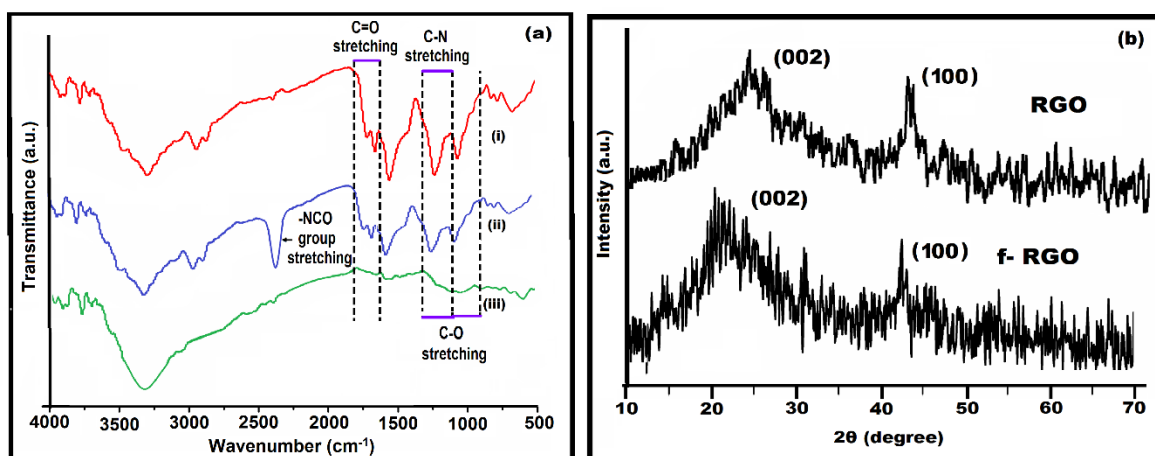 (a)
C=O
stretching
C-N
stretching
(i)
-NCO
group
stretching
(ii)
(iii)
C-O
stretching
Transmittance (a.u.)
4000 3500 3000 2500 2000 1500 1000 500
Wavenumber (cm⁻¹)
(b)
(002)
(100)
RGO
(002)
(100)
f- RGO
Intensity (a.u.)
10 20 30 40 50 60 70
2θ (degree)